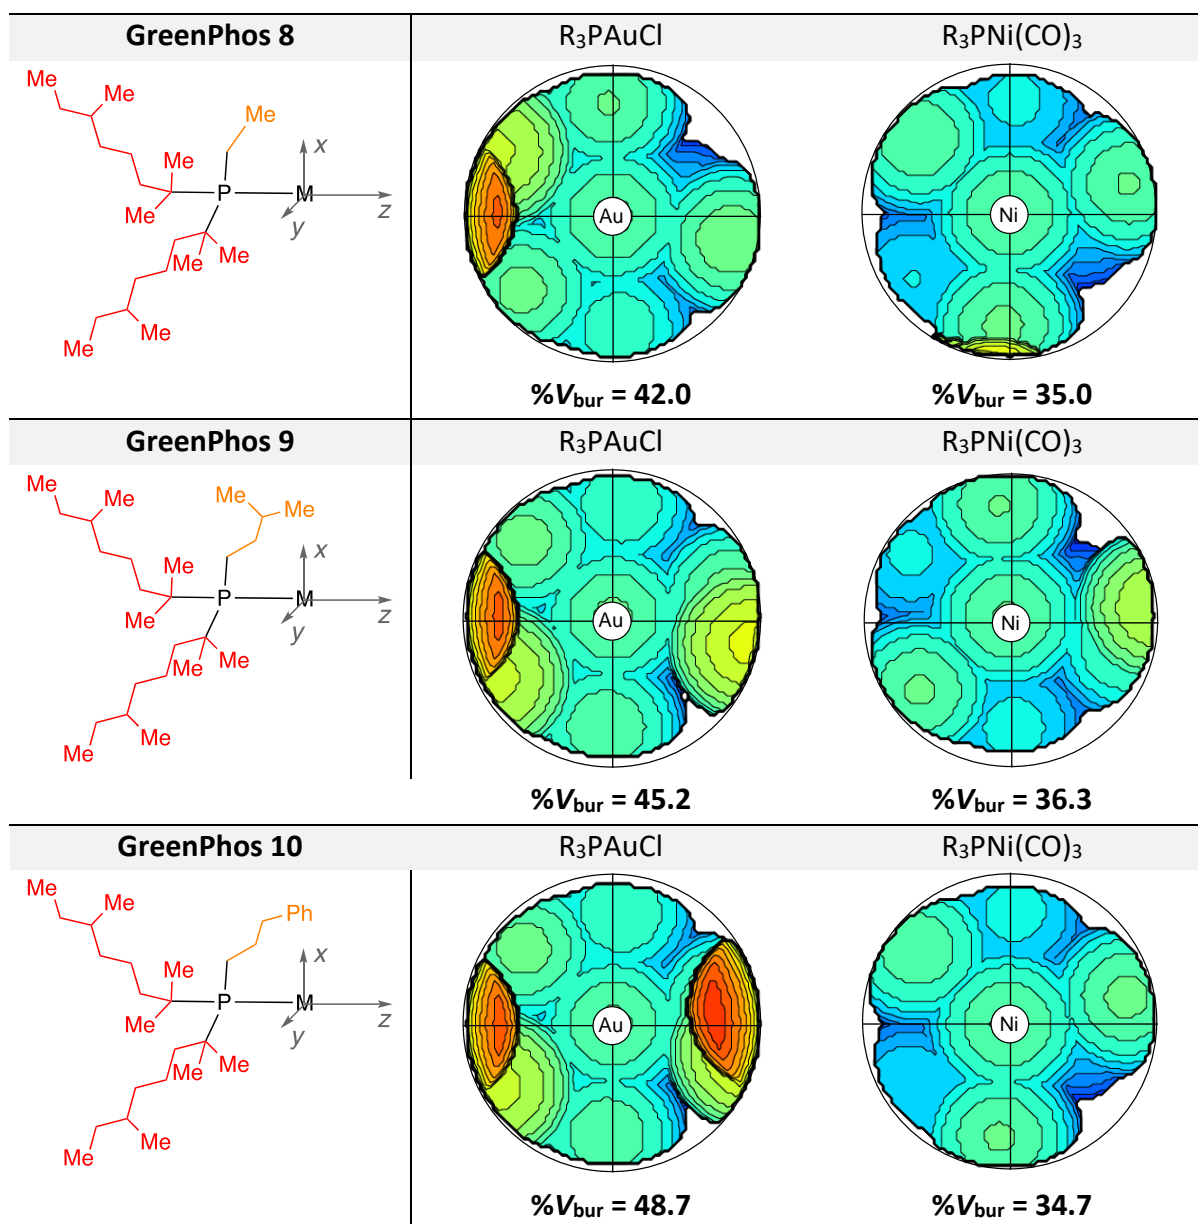 GreenPhos 8 R₃PAuCl R₃PNi(CO)₃
Me
Me
Me
x
Me
P M
Me
z
y
Me Me
Me
Me
Au
Ni
%Vbur = 42.0 %Vbur = 35.0
GreenPhos 9 R₃PAuCl R₃PNi(CO)₃
Me
Me
Me
Me
x
Me
P M
Me
z
y
Me Me
Me
Me
Au
Ni
%Vbur = 45.2 %Vbur = 36.3
GreenPhos 10 R₃PAuCl R₃PNi(CO)₃
Me
Me
Ph
x
Me
P M
Me
z
y
Me Me
Me
Me
Au
Ni
%Vbur = 48.7 %Vbur = 34.7